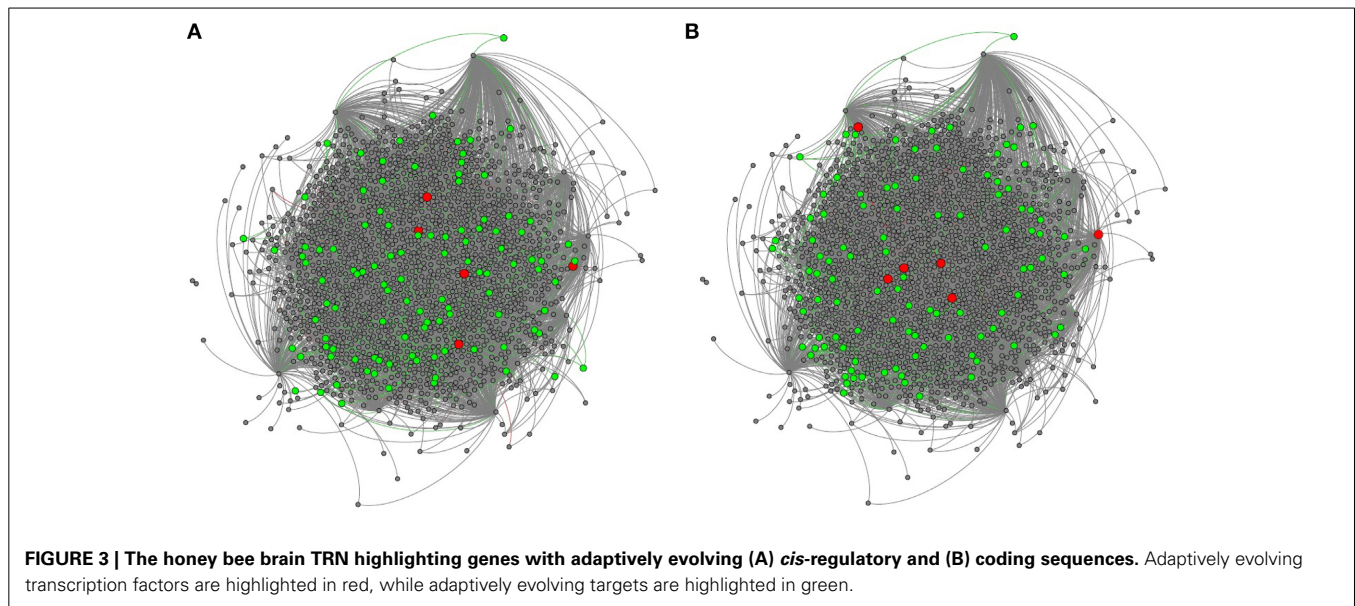 A
B
FIGURE 3 | The honey bee brain TRN highlighting genes with adaptively evolving (A) cis-regulatory and (B) coding sequences. Adaptively evolving
transcription factors are highlighted in red, while adaptively evolving targets are highlighted in green.